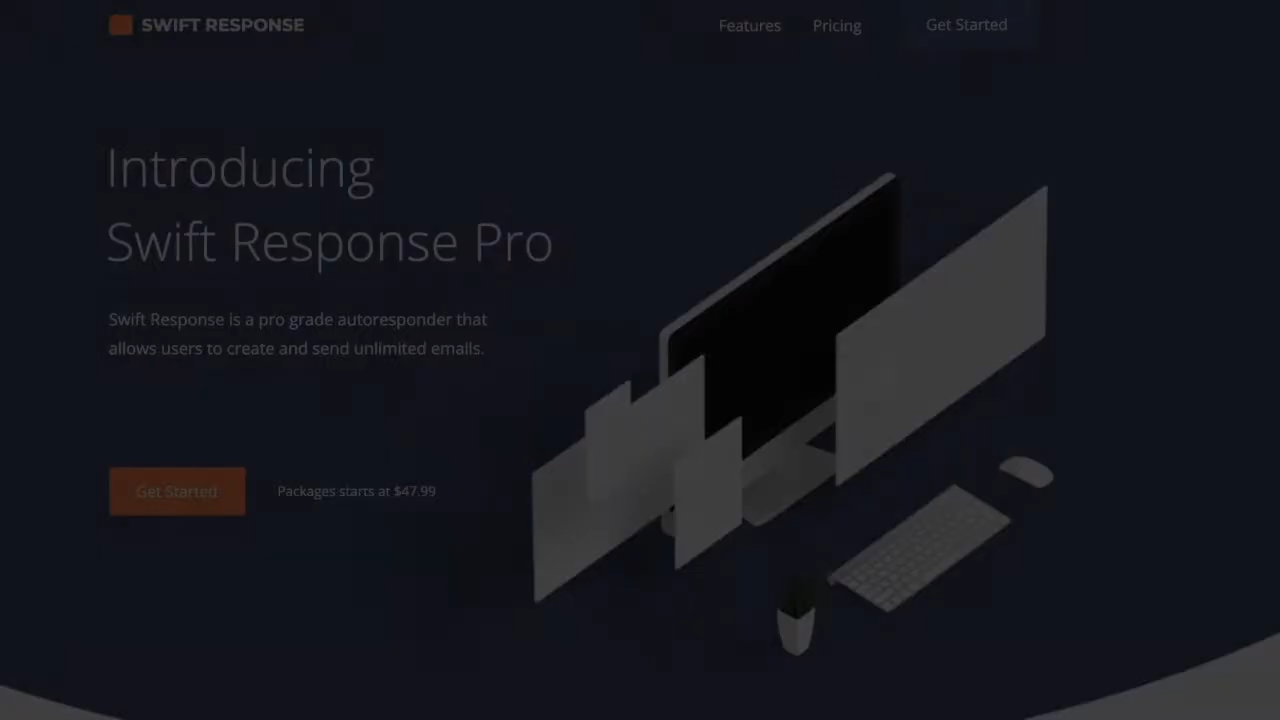 SWIFT RESPONSE
Features
Pricing
Get Started
Introducing
Swift Response Pro
Swift Response is a pro grade autoresponder that
allows users to create and send unlimited emails.
Get Started
Packages starts at $47.99